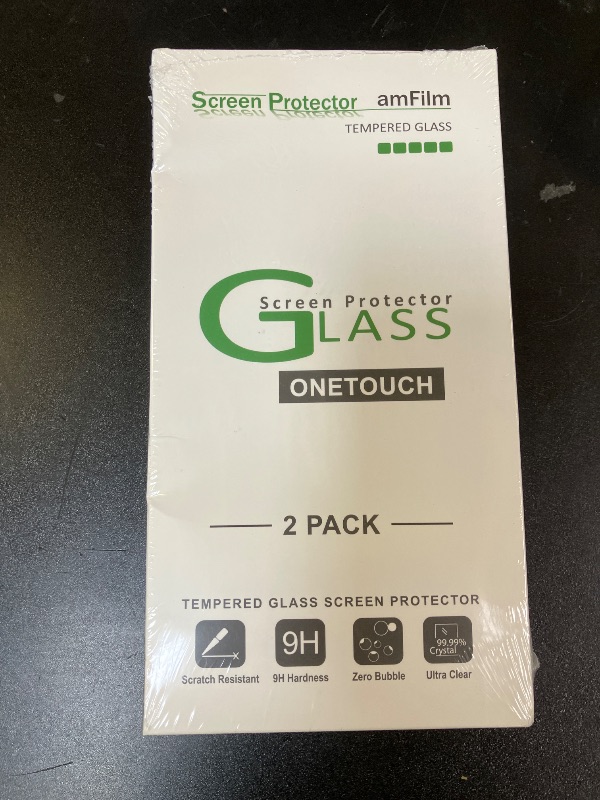 Screen Protector amFilm
TEMPERED GLASS
Screen Protector
GLASS
ONETOUCH
2 PACK
TEMPERED GLASS SCREEN PROTECTOR
9H
99.99%
Crystal
Scratch Resistant 9H Hardness Zero Bubble Ultra Clear